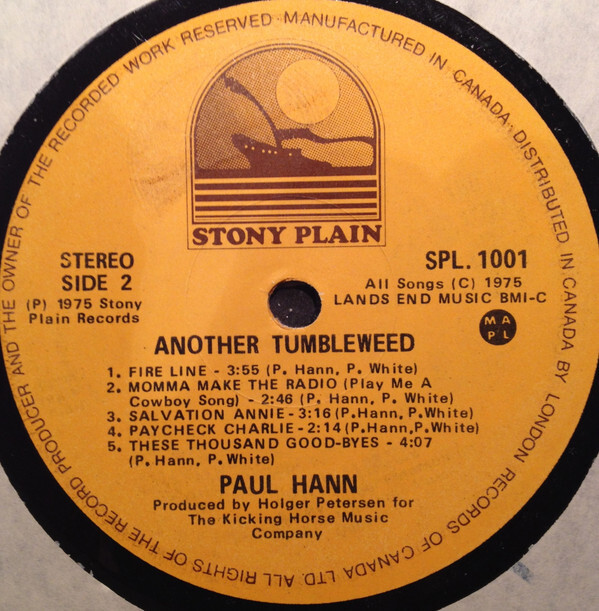 ALL RIGHTS OF THE RECORD PRODUCER AND THE OWNER OF THE RECORDED WORK RESERVED-MANUFACTURED IN CANADA, DISTRIBUTED IN CANADA BY LONDON RECORDS OF CANADA LTD.
STONY PLAIN
STEREO
SIDE 2
(P) 1975 Stony
Plain Records
SPL. 1001
All Songs (C) 1975
LANDS END MUSIC BMI-C
M A
P L
ANOTHER TUMBLEWEED
1. FIRE LINE - 3:55 (P. Hann, P. White)
2. MOMMA MAKE THE RADIO (Play Me A
Cowboy Song) - 2:46 (P. Hann, P. White)
3. SALVATION ANNIE - 3:16 (P.Hann, P.White)
4. PAYCHECK CHARLIE - 2:14 (P.Hann,P.White)
5. THESE THOUSAND GOOD-BYES - 4:07
(P. Hann, P. White)
PAUL HANN
Produced by Holger Petersen for
The Kicking Horse Music
Company